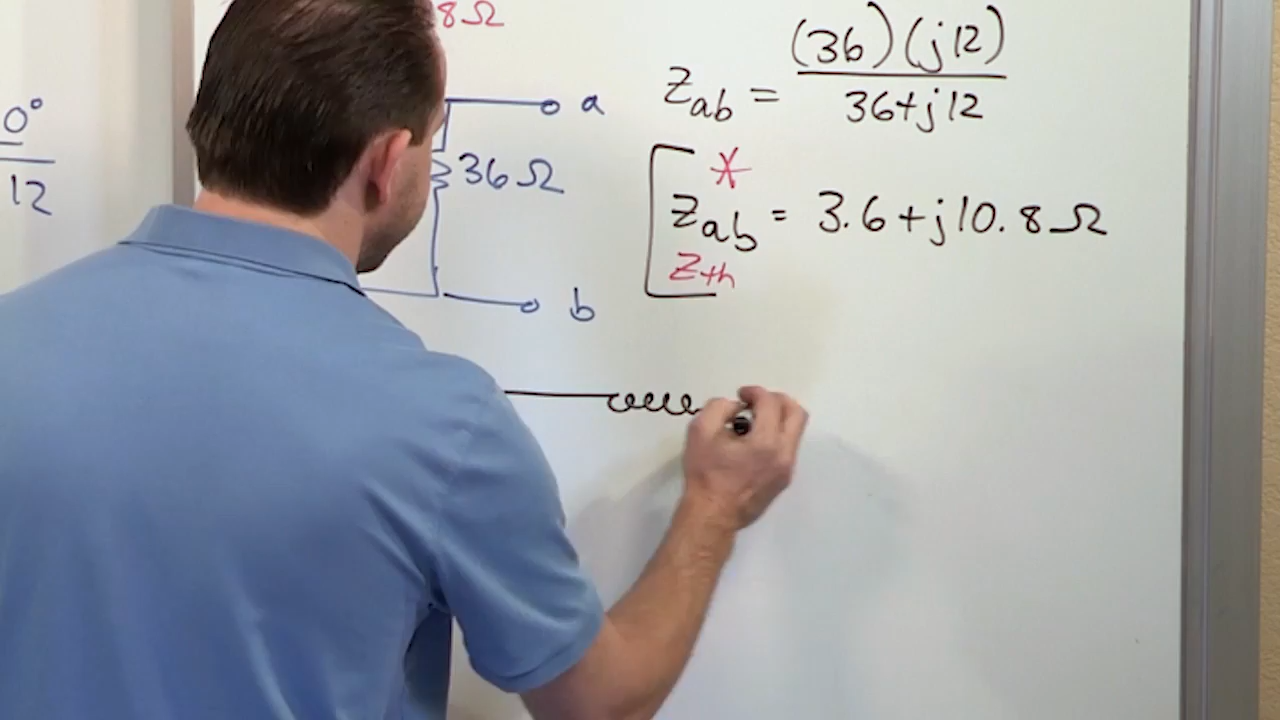 8Ω
0°
12
a
36Ω
b
(36)(j12)
Zab = 36+j12
*
Zab = 3.6+j10.8Ω
Zth